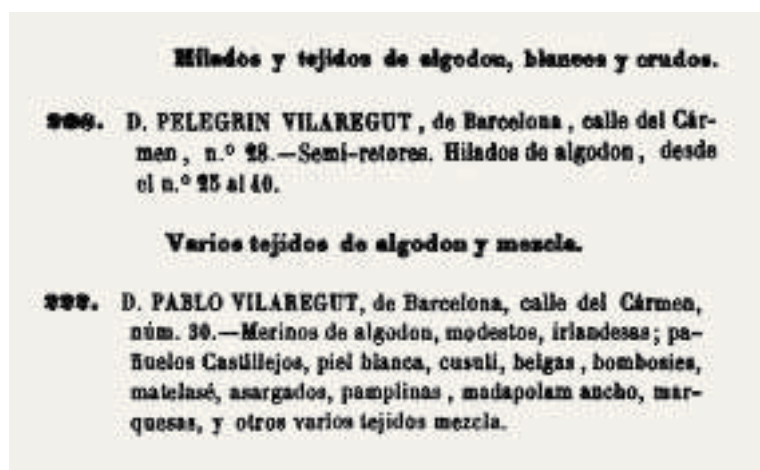 Hilados y tejidos de algodon, blancos y crudos.
D. PELEGRIN VILAREGUT, de Barcelona, calle del Cár-
men, n.º 28.—Semi-retores. Hilados de algodon, desde
el n.º 25 al 40.
Varios tejidos de algodon y mezcla.
D. PABLO VILAREGUT, de Barcelona, calle del Cármen,
núm. 30.—Merinos de algodon, modestos, irlandesas; pa-
ñuelos Castillejos, piel blanca, cusulí, belgas, bombosies,
matelasé, asargados, pamplinas, madapolam ancho, mar-
quesas, y otros varios tejidos mezcla.